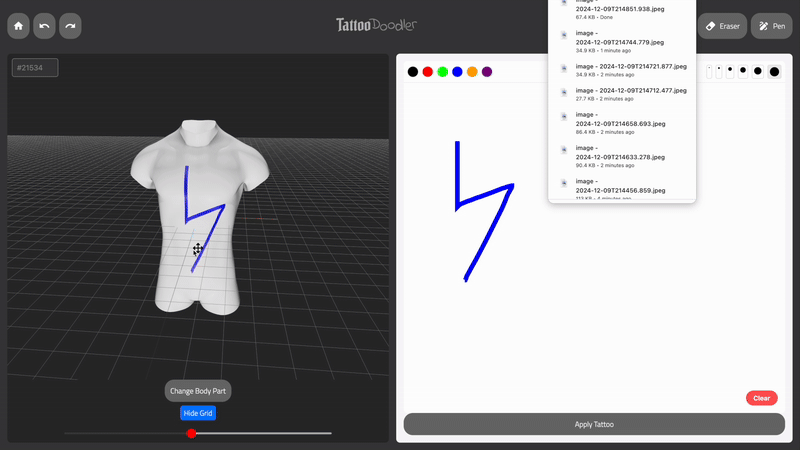 2024-12-09T214851.938.jpeg
67.4 KB • Done
image -
2024-12-09T214744.779.jpeg
34.9 KB • 1 minute ago
image - 2024-12-09T214721.877.jpeg
34.9 KB • 2 minutes ago
image - 2024-12-09T214712.477.jpeg
27.7 KB • 2 minutes ago
image -
2024-12-09T214658.693.jpeg
86.4 KB • 2 minutes ago
image -
2024-12-09T214633.278.jpeg
90.4 KB • 2 minutes ago
image -
2024-12-09T214456.859.jpeg
TattooDoodler
Eraser
Pen
#21534
Change Body Part
Hide Grid
Clear
Apply Tattoo